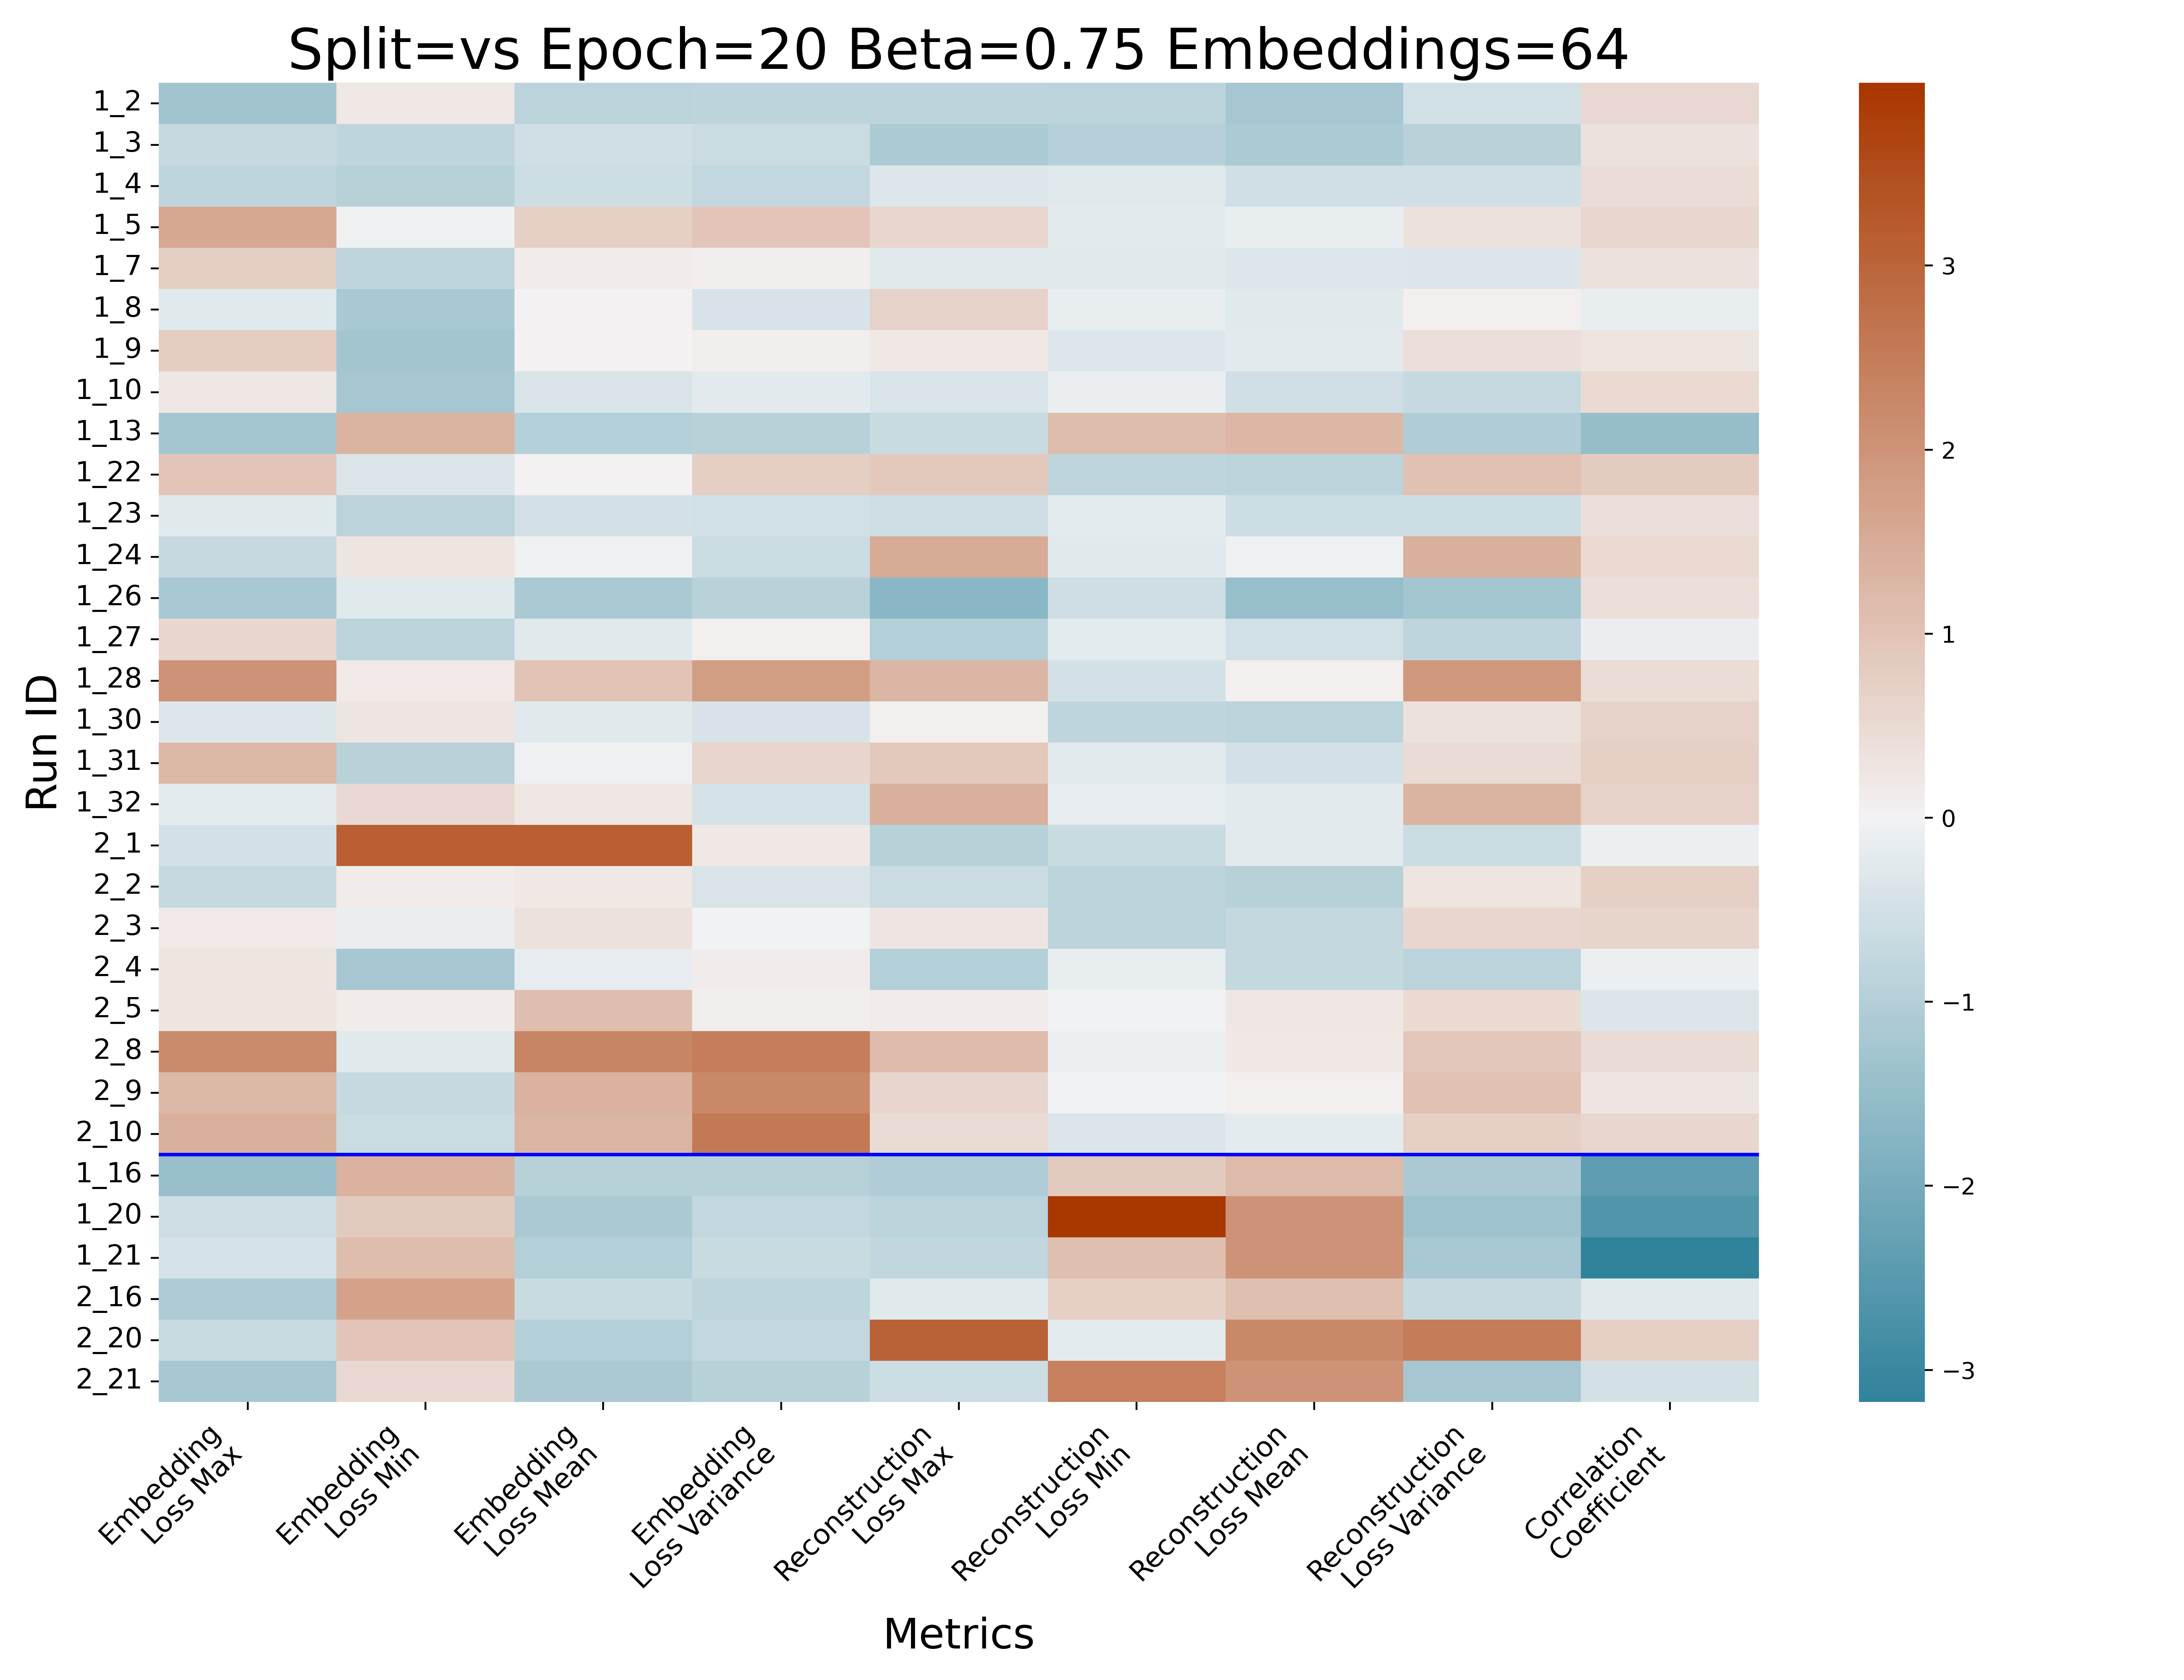 Split=vs Epoch=20 Beta=0.75 Embeddings=64
Run ID
1_2
1_3
1_4
1_5
1_7
1_8
1_9
1_10
1_13
1_22
1_23
1_24
1_26
1_27
1_28
1_30
1_31
1_32
2_1
2_2
2_3
2_4
2_5
2_8
2_9
2_10
1_16
1_20
1_21
2_16
2_20
2_21
Embedding
Loss Max
Embedding
Loss Min
Embedding
Loss Mean
Embedding
Loss Variance
Reconstruction
Loss Max
Reconstruction
Loss Min
Reconstruction
Loss Mean
Reconstruction
Loss Variance
Correlation
Coefficient
Metrics
3
2
1
0
−1
−2
−3